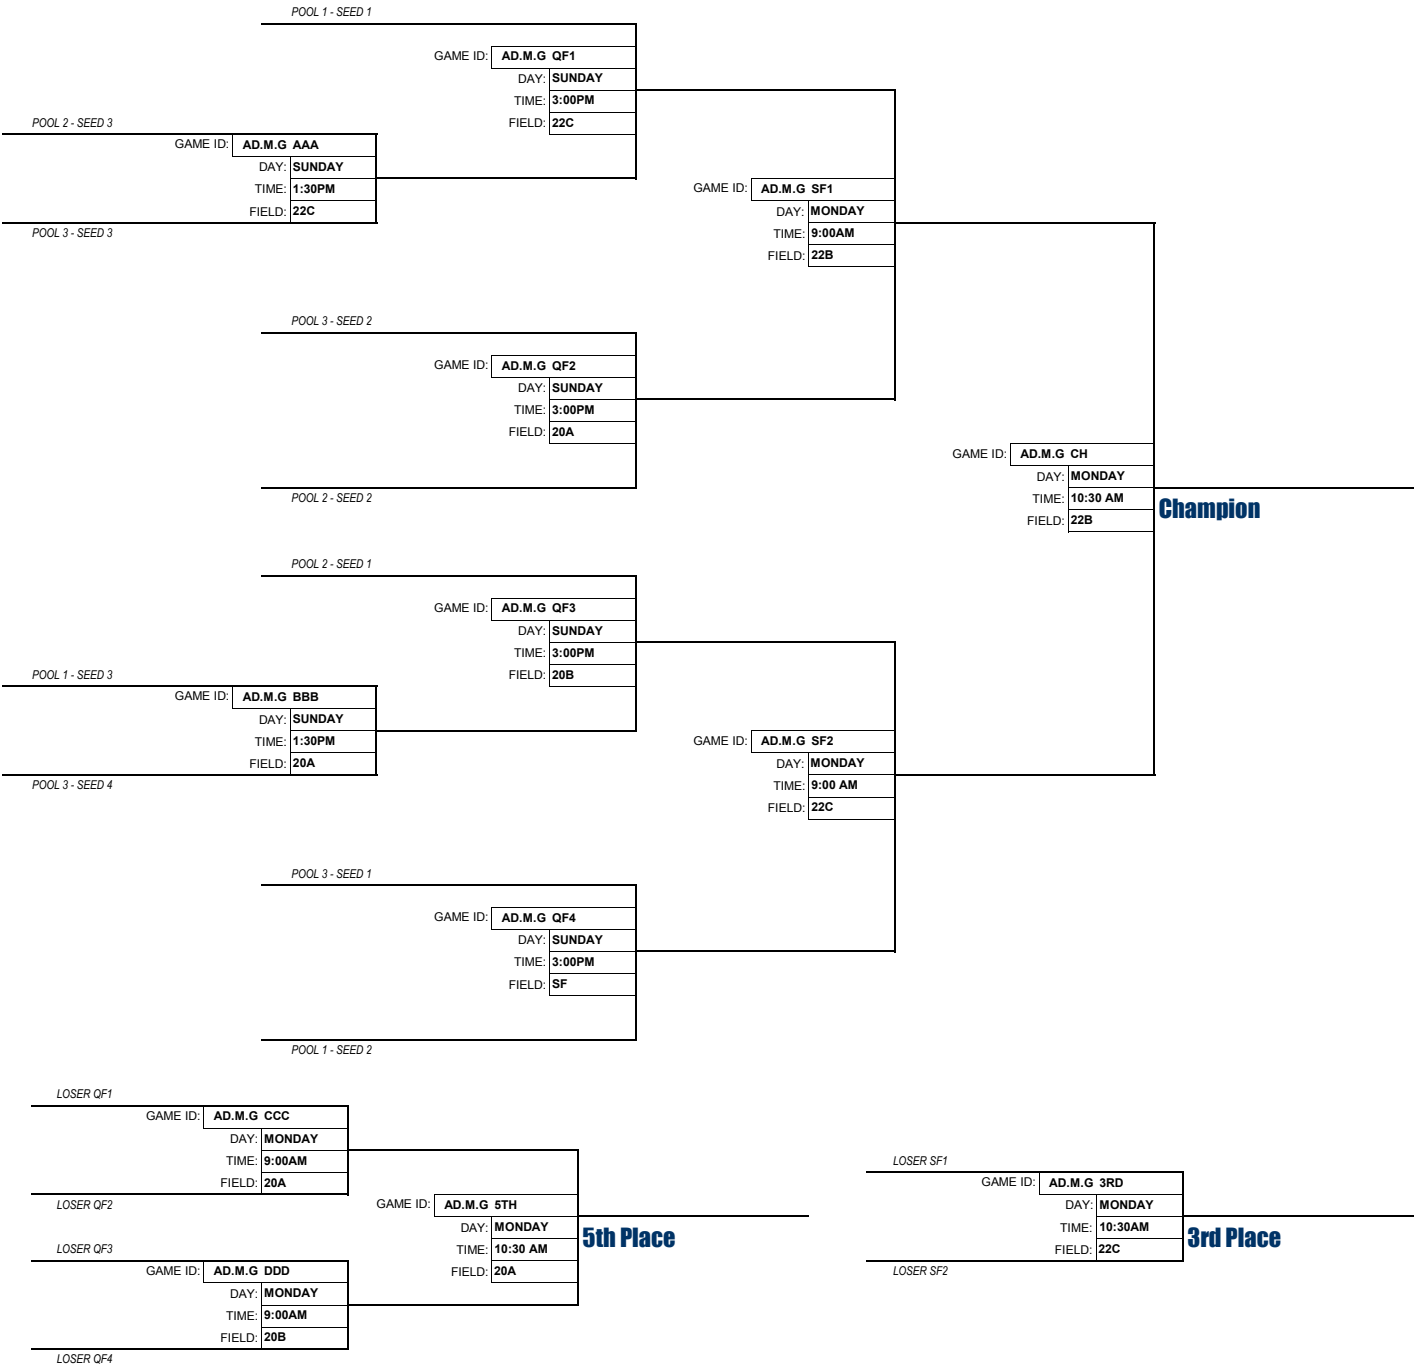 POOL 1 - SEED 1
GAME ID: AD.M.G QF1
DAY: SUNDAY
TIME: 3:00PM
FIELD: 22C
POOL 2 - SEED 3
GAME ID: AD.M.G AAA
DAY: SUNDAY
TIME: 1:30PM
FIELD: 22C
POOL 3 - SEED 3
GAME ID: AD.M.G SF1
DAY: MONDAY
TIME: 9:00AM
FIELD: 22B
POOL 3 - SEED 2
GAME ID: AD.M.G QF2
DAY: SUNDAY
TIME: 3:00PM
FIELD: 20A
POOL 2 - SEED 2
GAME ID: AD.M.G CH
DAY: MONDAY
TIME: 10:30 AM
FIELD: 22B
Champion
POOL 2 - SEED 1
GAME ID: AD.M.G QF3
DAY: SUNDAY
TIME: 3:00PM
FIELD: 20B
POOL 1 - SEED 3
GAME ID: AD.M.G BBB
DAY: SUNDAY
TIME: 1:30PM
FIELD: 20A
POOL 3 - SEED 4
GAME ID: AD.M.G SF2
DAY: MONDAY
TIME: 9:00 AM
FIELD: 22C
POOL 3 - SEED 1
GAME ID: AD.M.G QF4
DAY: SUNDAY
TIME: 3:00PM
FIELD: SF
POOL 1 - SEED 2
LOSER QF1
GAME ID: AD.M.G CCC
DAY: MONDAY
TIME: 9:00AM
FIELD: 20A
LOSER QF2
GAME ID: AD.M.G 5TH
DAY: MONDAY
TIME: 10:30 AM
FIELD: 20A
5th Place
LOSER QF3
GAME ID: AD.M.G DDD
DAY: MONDAY
TIME: 9:00AM
FIELD: 20B
LOSER QF4
LOSER SF1
GAME ID: AD.M.G 3RD
DAY: MONDAY
TIME: 10:30AM
FIELD: 22C
3rd Place
LOSER SF2